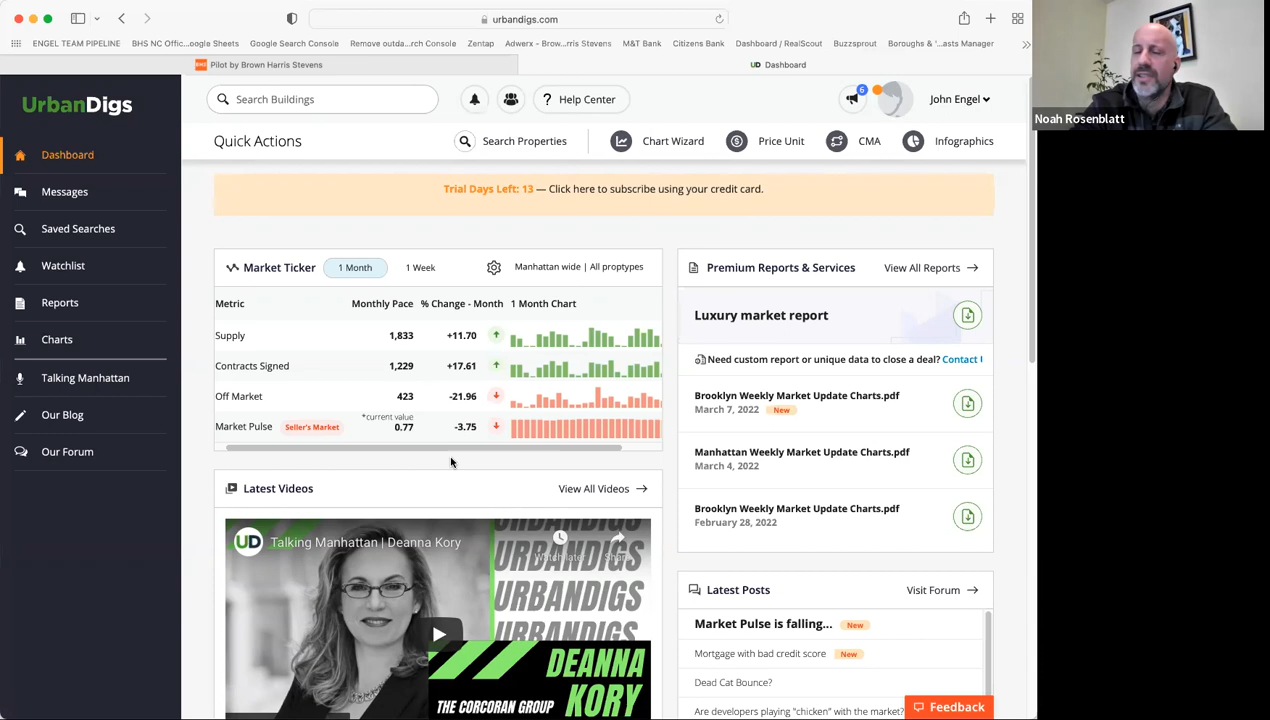 urbandigs.com
ENGEL TEAM PIPELINE
BHS NC Offic...oogle Sheets
Google Search Console
Remove outda...rch Console
Zentap
Adwerx - Brow...rris Stevens
M&T Bank
Citizens Bank
Dashboard / RealScout
Buzzsprout
Boroughs & '...asts Manager
BHS Pilot by Brown Harris Stevens
UD Dashboard
Noah Rosenblatt
UrbanDigs
Search Buildings
? Help Center
6
John Engel
Dashboard
Messages
Saved Searches
Watchlist
Reports
Charts
Talking Manhattan
Our Blog
Our Forum
Quick Actions
Search Properties
Chart Wizard
Price Unit
CMA
Infographics
Trial Days Left: 13 — Click here to subscribe using your credit card.
Market Ticker
1 Month
1 Week
Manhattan wide | All proptypes
Metric Monthly Pace % Change - Month 1 Month Chart
Supply 1,833 +11.70
Contracts Signed 1,229 +17.61
Off Market 423 -21.96
*current value
Market Pulse Seller's Market 0.77 -3.75
Latest Videos
View All Videos
UD Talking Manhattan | Deanna Kory
Watch later
Share
URBANDIGS
URBANDIGS
URBANDIGS
URBANDIGS
DEANNA
KORY
THE CORCORAN GROUP
Premium Reports & Services
View All Reports
Luxury market report
Need custom report or unique data to close a deal? Contact
Brooklyn Weekly Market Update Charts.pdf
March 7, 2022 New
Manhattan Weekly Market Update Charts.pdf
March 4, 2022
Brooklyn Weekly Market Update Charts.pdf
February 28, 2022
Latest Posts
Visit Forum
Market Pulse is falling... New
Mortgage with bad credit score New
Dead Cat Bounce?
Are developers playing "chicken" with the market?
Feedback